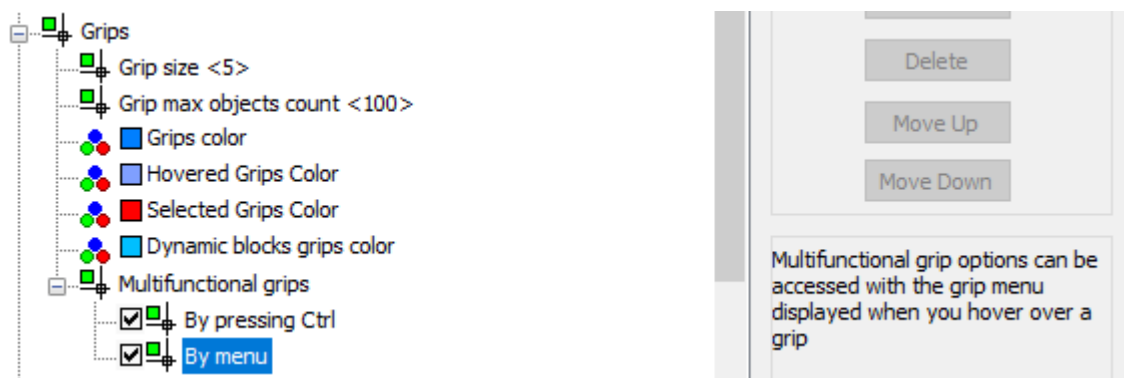 Grips
Grip size <5>
Grip max objects count <100>
Grips color
Hovered Grips Color
Selected Grips Color
Dynamic blocks grips color
Multifunctional grips
By pressing Ctrl
By menu
Delete
Move Up
Move Down
Multifunctional grip options can be
accessed with the grip menu
displayed when you hover over a
grip